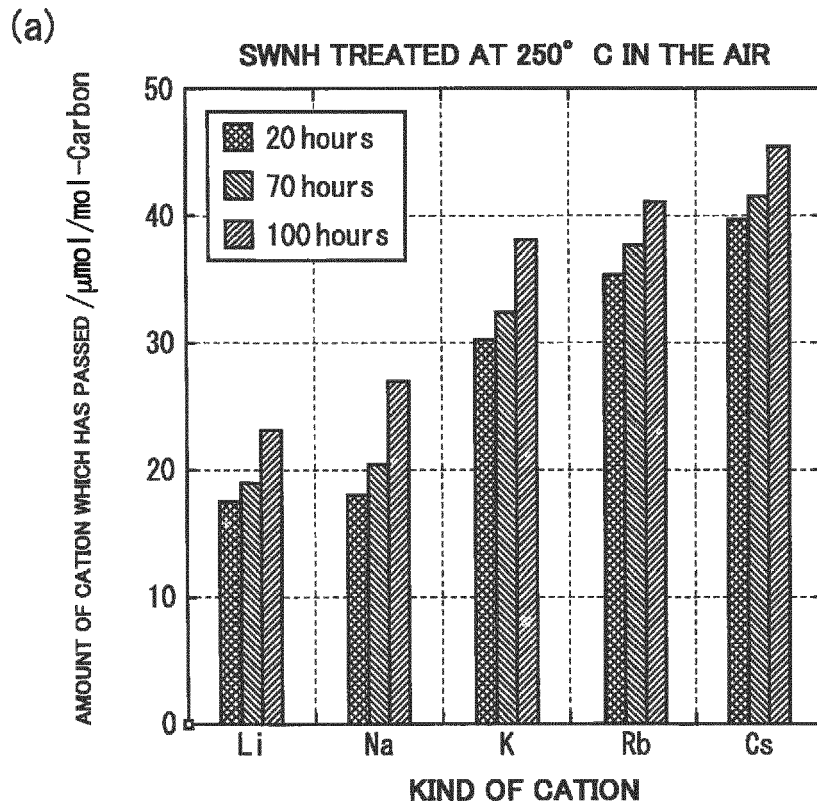 (a)
SWNH TREATED AT 250° C IN THE AIR
AMOUNT OF CATION WHICH HAS PASSED /μmol/mol-Carbon
50
40
30
20
10
0
20 hours
70 hours
100 hours
Li Na K Rb Cs
KIND OF CATION